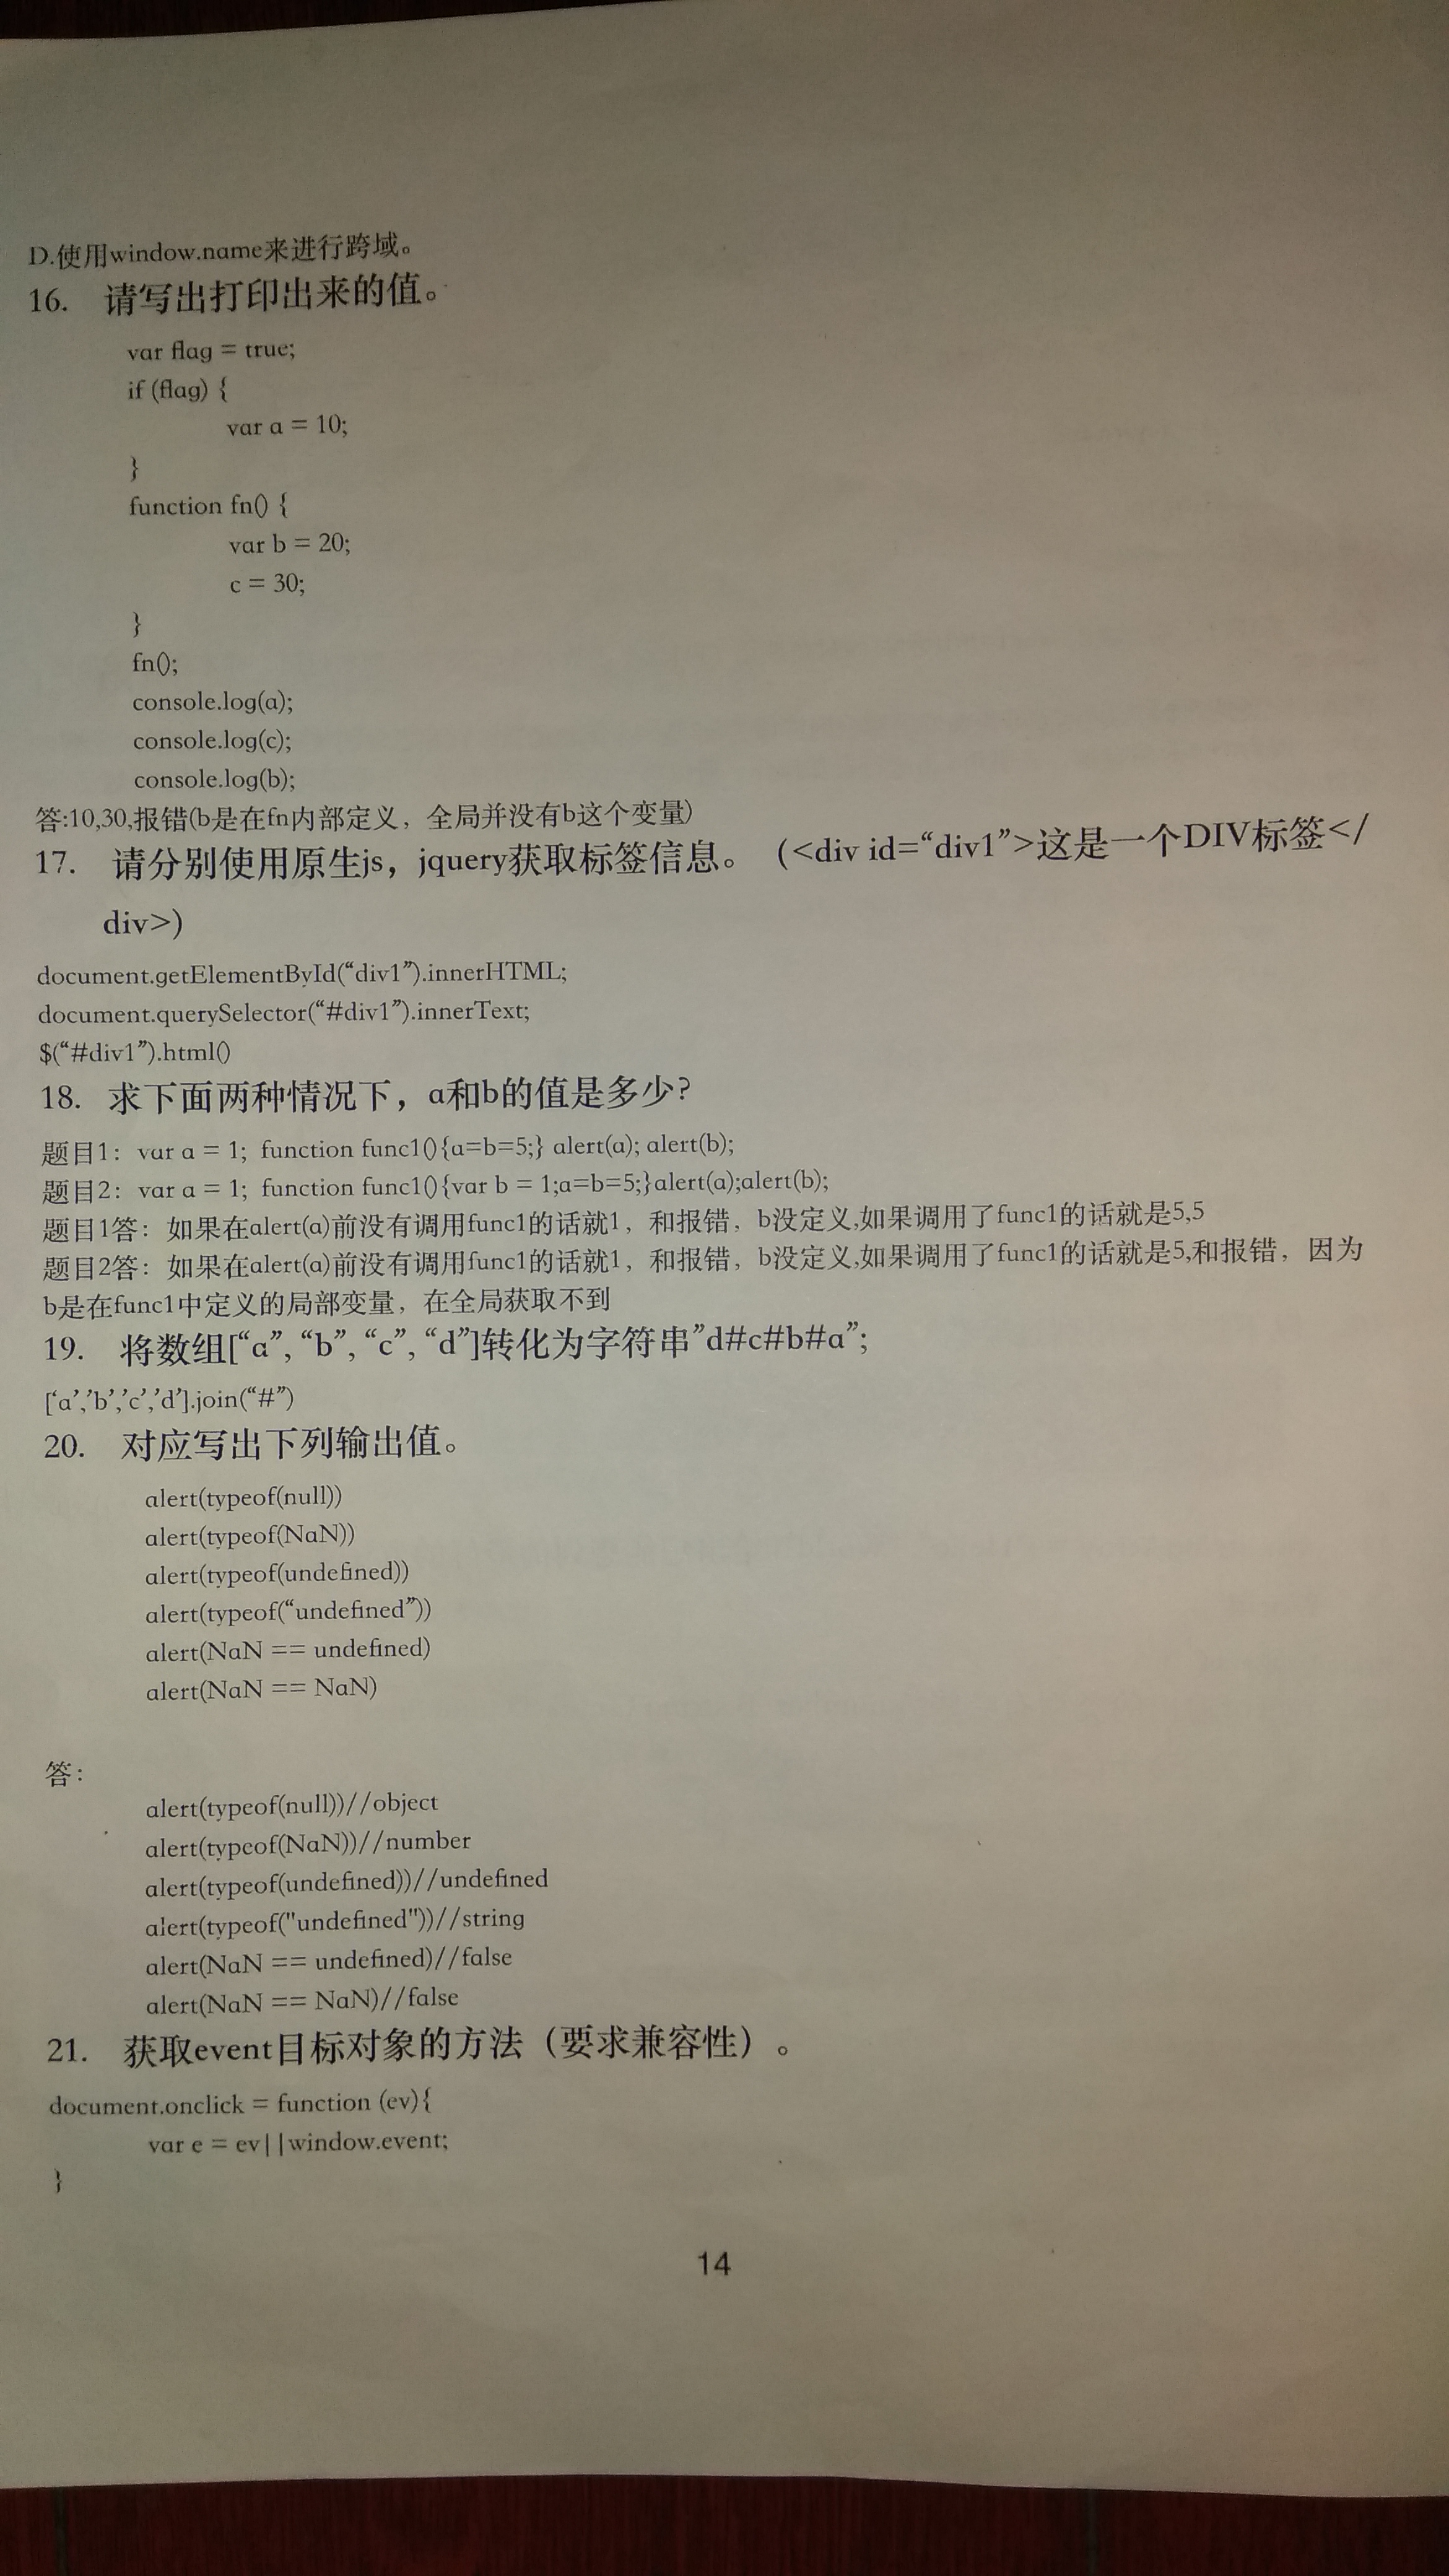 D.使用window.name来进行跨域。
16. 请写出打印出来的值。
var flag = true;
if (flag) {
var a = 10;
}
function fn() {
var b = 20;
c = 30;
}
fn();
console.log(a);
console.log(c);
console.log(b);
答:10,30,报错(b是在fn内部定义，全局并没有b这个变量)
17. 请分别使用原生js，jquery获取标签信息。（<div id=“div1”>这是一个DIV标签</
div>)
document.getElementById(“div1”).innerHTML;
document.querySelector(“#div1”).innerText;
$(“#div1”).html()
18. 求下面两种情况下，a和b的值是多少?
题目1：var a = 1; function func1(){a=b=5;} alert(a); alert(b);
题目2：var a = 1; function func1(){var b = 1;a=b=5;}alert(a);alert(b);
题目1答：如果在alert(a)前没有调用func1的话就1，和报错，b没定义,如果调用了func1的话就是5,5
题目2答：如果在alert(a)前没有调用func1的话就1，和报错，b没定义,如果调用了func1的话就是5,和报错，因为
b是在func1中定义的局部变量，在全局获取不到
19. 将数组[“a”, “b”, “c”, “d”]转化为字符串”d#c#b#a”;
[‘a’,’b’,’c’,’d’].join(“#”)
20. 对应写出下列输出值。
alert(typeof(null))
alert(typeof(NaN))
alert(typeof(undefined))
alert(typeof(“undefined”))
alert(NaN == undefined)
alert(NaN == NaN)
答：
alert(typeof(null))//object
alert(typeof(NaN))//number
alert(typeof(undefined))//undefined
alert(typeof("undefined"))//string
alert(NaN == undefined)//false
alert(NaN == NaN)//false
21. 获取event目标对象的方法（要求兼容性）。
document.onclick = function (ev){
var e = ev||window.event;
}
14